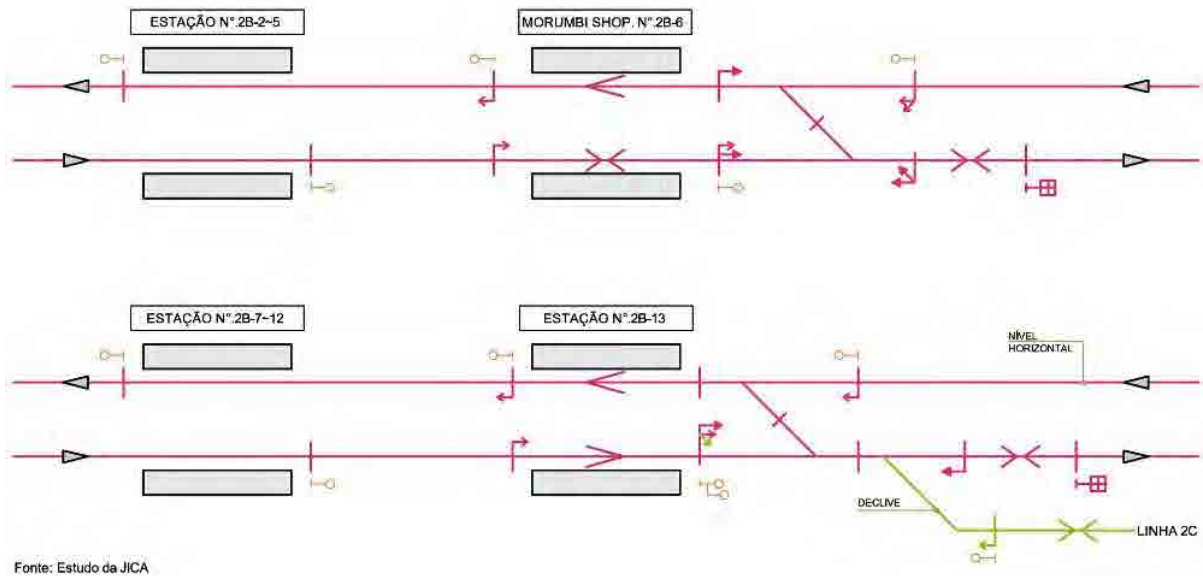 ESTAÇÃO N°.2B-2~5
MORUMBI SHOP. N°.2B-6
ESTAÇÃO N°.2B-7~12
ESTAÇÃO N°.2B-13
NÍVEL
HORIZONTAL
DECLIVE
LINHA 2C
Fonte: Estudo da JICA